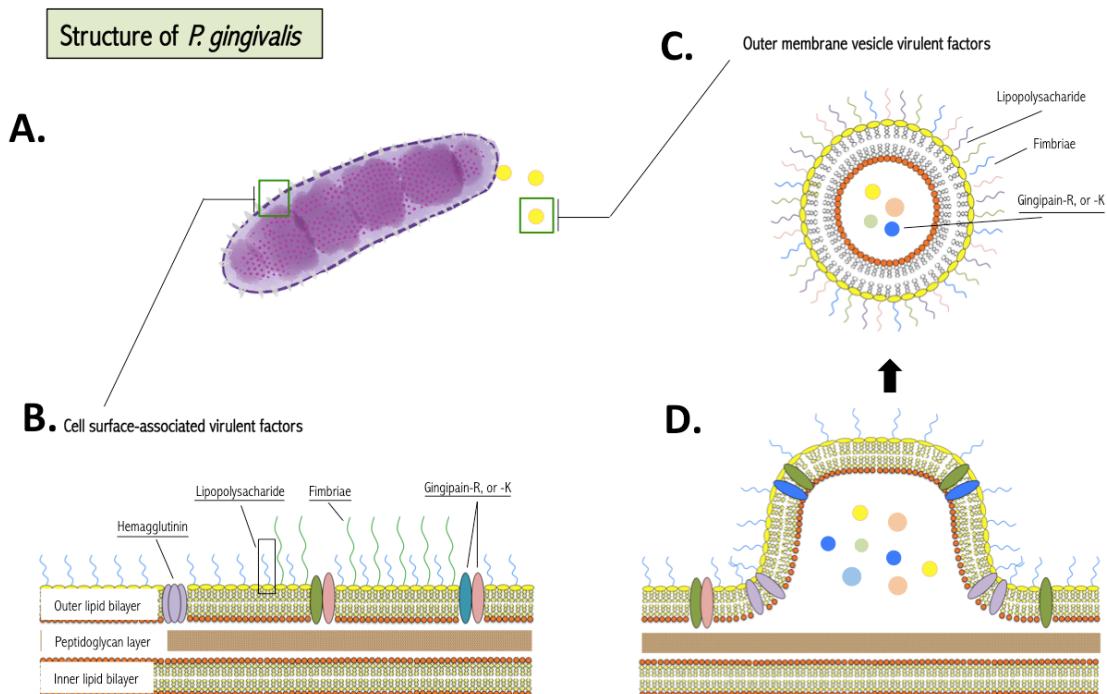 Structure of P. gingivalis
A.
C.
Outer membrane vesicle virulent factors
Lipopolysacharide
Fimbriae
Gingipain-R, or -K
B. Cell surface-associated virulent factors
Lipopolysacharide
Fimbriae
Gingipain-R, or -K
Hemagglutinin
Outer lipid bilayer
Peptidoglycan layer
Inner lipid bilayer
D.